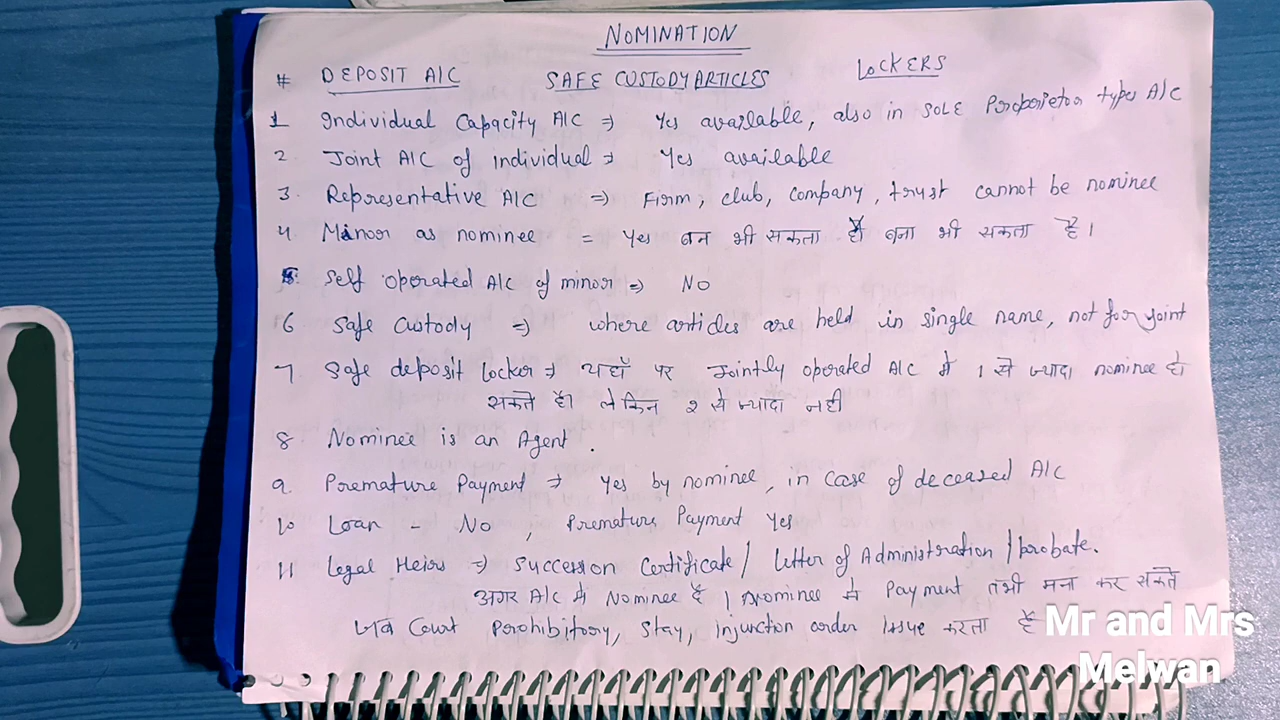 NOMINATION
# DEPOSIT A/C SAFE CUSTODY ARTICLES LOCKERS
1 Individual Capacity A/C ⇒ Yes available, also in SOLE Proprietor types A/C
2 Joint A/C of individual ⇒ Yes available
3. Representative A/C ⇒ Firm, club, company, trust cannot be nominee
4 Minor as nominee = Yes बन भी सकता है बना भी सकता है।
5. Self operated A/C of minor ⇒ No
6 Safe Custody ⇒ where articles are held in single name, not for joint
7 Safe deposit Locker ⇒ यहाँ पर Jointly operated A/C मे 1 से ज्यादा nominee हो
सकते है। लेकिन 2 से ज्यादा नही
8 Nominee is an Agent.
9. Premature Payment ⇒ Yes by nominee, in case of deceased A/C
10 Loan - No, Premature Payment Yes
11 Legal Heirs ⇒ Succession Certificate/ Letter of Administration/probate.
अगर A/C मे Nominee है । Nominee मे Payment तभी मना कर सकते
जब Court Prohibitory, Stay, injunction order issue करता है
Mr and Mrs
Melwan